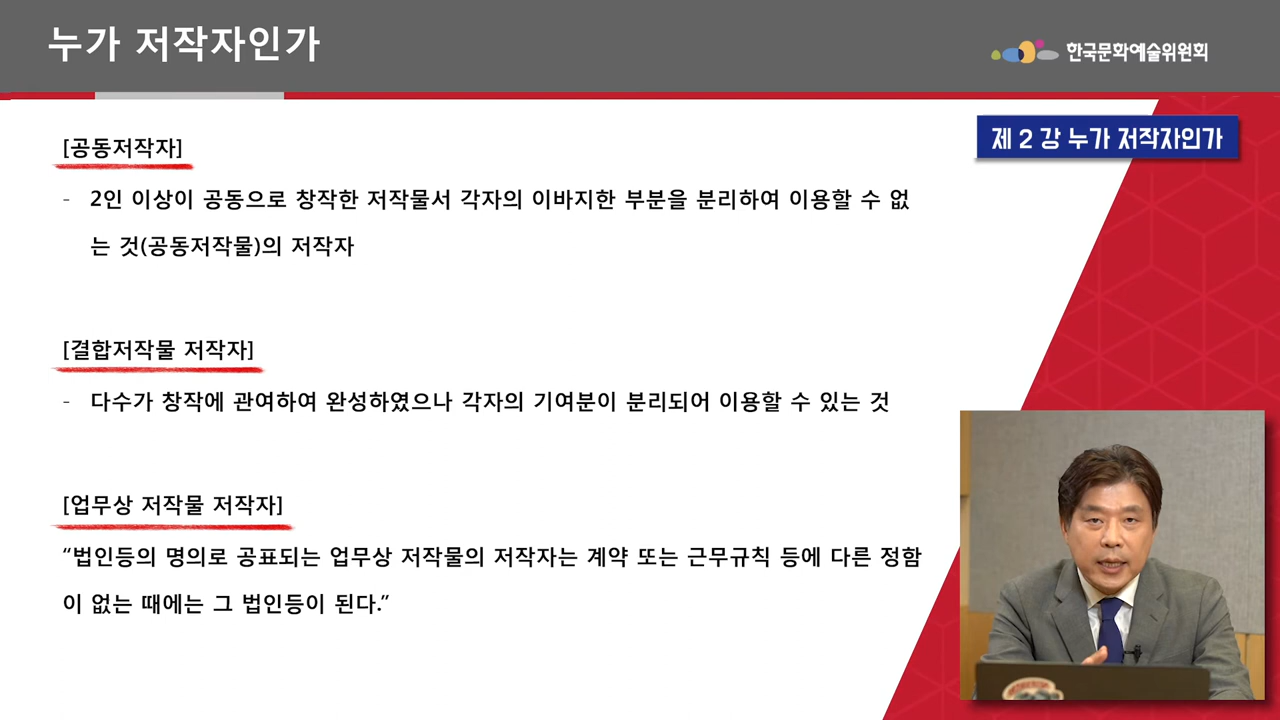 누가 저작자인가
한국문화예술위원회
제 2 강 누가 저작자인가
[공동저작자]
- 2인 이상이 공동으로 창작한 저작물서 각자의 이바지한 부분을 분리하여 이용할 수 없
는 것(공동저작물)의 저작자
[결합저작물 저작자]
- 다수가 창작에 관여하여 완성하였으나 각자의 기여분이 분리되어 이용할 수 있는 것
[업무상 저작물 저작자]
“법인등의 명의로 공표되는 업무상 저작물의 저작자는 계약 또는 근무규칙 등에 다른 정함
이 없는 때에는 그 법인등이 된다.”